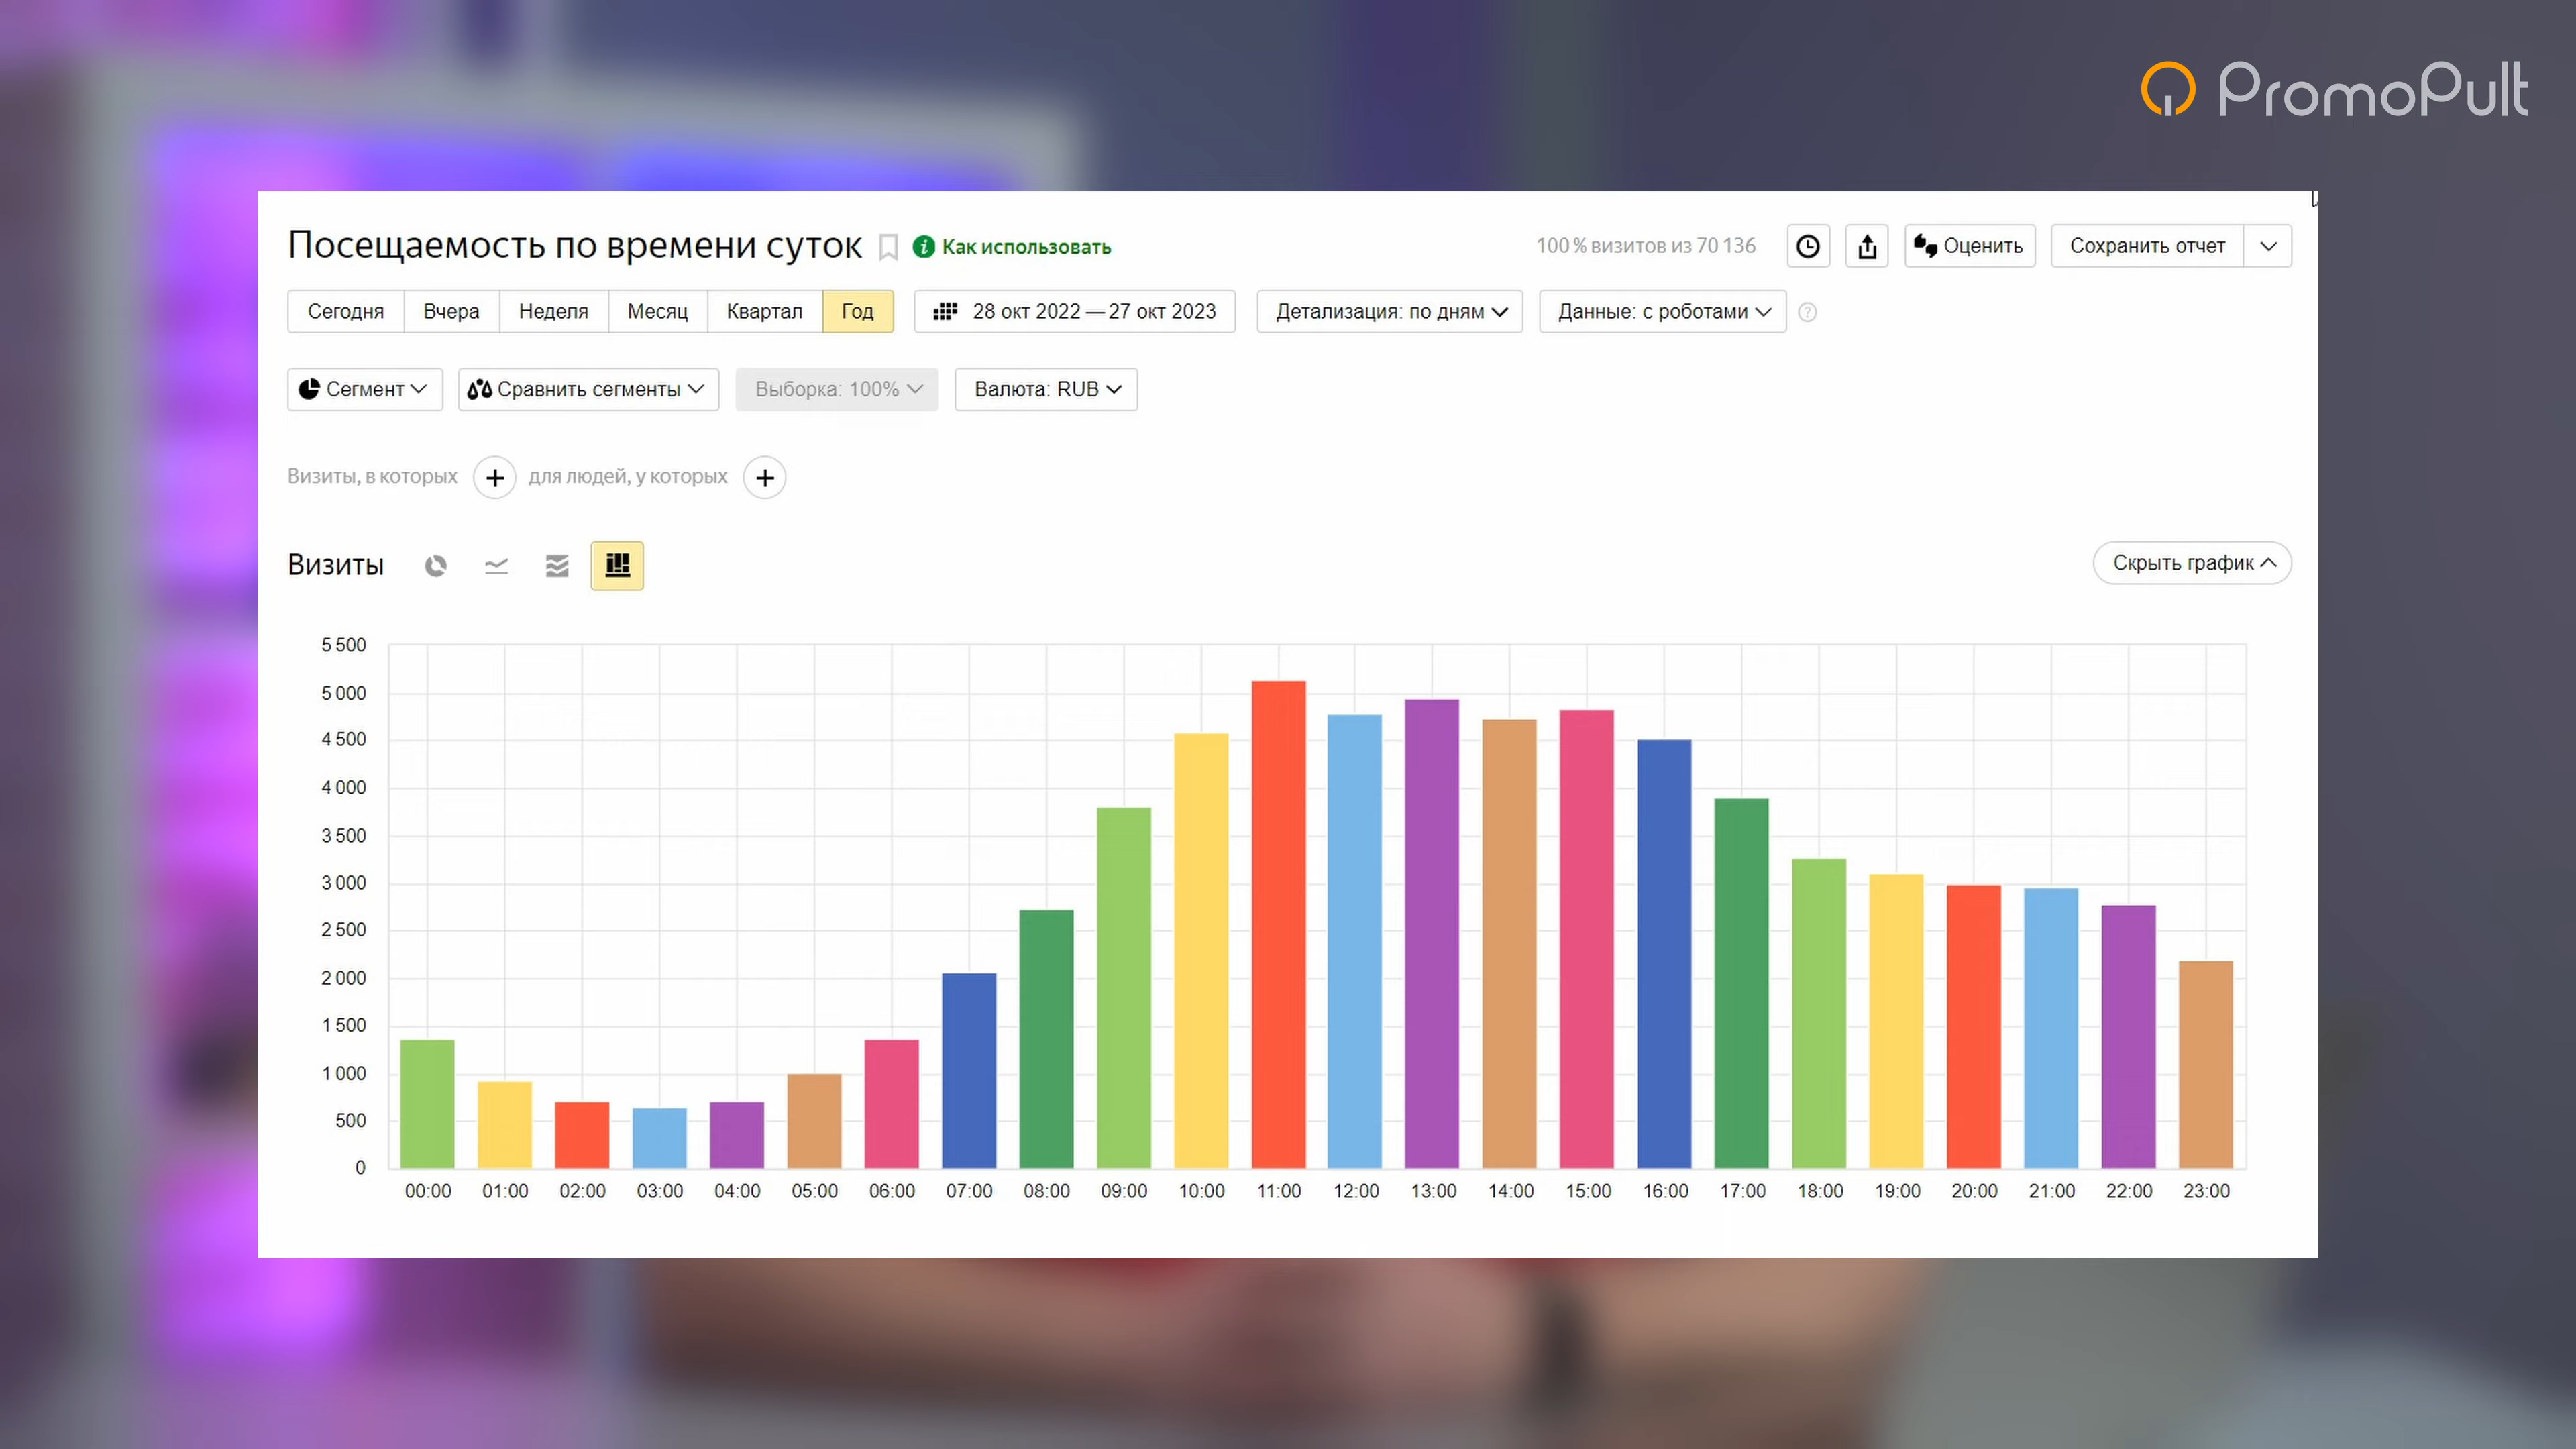 PromoPult
Посещаемость по времени суток
Как использовать
100 % визитов из 70 136
Оценить
Сохранить отчет
Сегодня Вчера Неделя Месяц Квартал Год
28 окт 2022 — 27 окт 2023
Детализация: по дням
Данные: с роботами
?
Сегмент
Сравнить сегменты
Выборка: 100%
Валюта: RUB
Визиты, в которых + для людей, у которых +
Визиты
Скрыть график
5 500
5 000
4 500
4 000
3 500
3 000
2 500
2 000
1 500
1 000
500
0
00:00 01:00 02:00 03:00 04:00 05:00 06:00 07:00 08:00 09:00 10:00 11:00 12:00 13:00 14:00 15:00 16:00 17:00 18:00 19:00 20:00 21:00 22:00 23:00